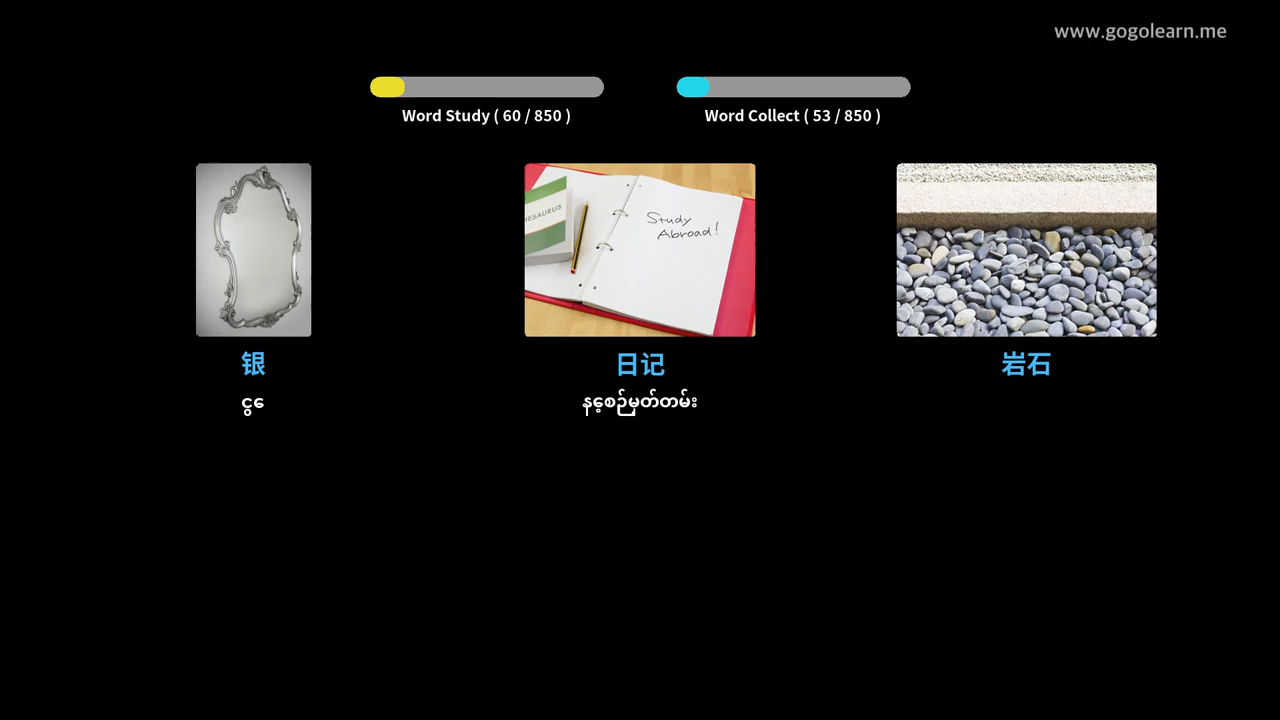 www.gogolearn.me
Word Study ( 60 / 850 )
Word Collect ( 53 / 850 )
HESAURUS
Study
Abroad!
银
日记
岩石
ငွေ
နေ့စဉ်မှတ်တမ်း